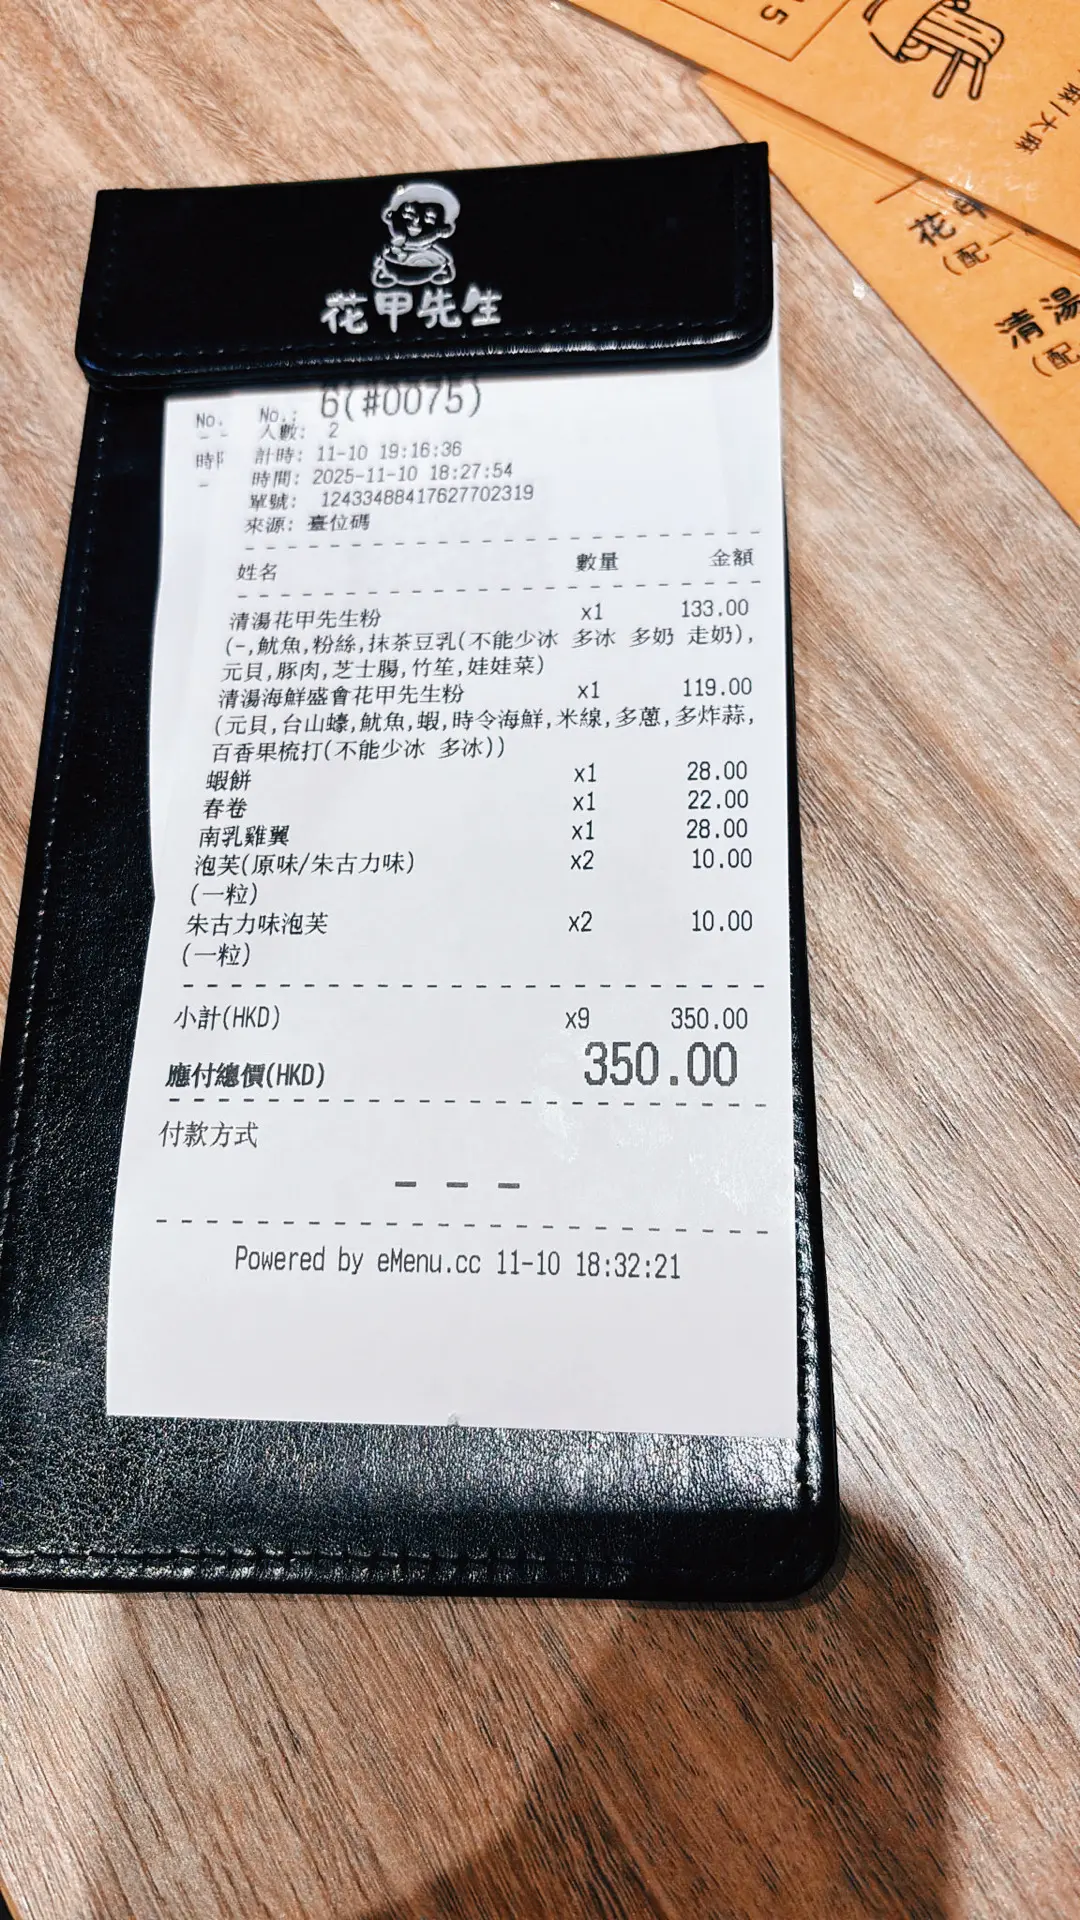 5
麻/大麻
花
(配一
清湯
(配
花甲先生
No.
時
No.: 6(#0075)
人數: 2
計時: 11-10 19:16:36
時間: 2025-11-10 18:27:54
單號: 12433488417627702319
來源: 臺位碼
姓名 數量 金額
清湯花甲先生粉 x1 133.00
(-,魷魚,粉絲,抹茶豆乳(不能少冰 多冰 多奶 走奶),
元貝,豚肉,芝士腸,竹笙,娃娃菜)
清湯海鮮盛會花甲先生粉 x1 119.00
(元貝,台山蠔,魷魚,蝦,時令海鮮,米線,多蔥,多炸蒜,
百香果梳打(不能少冰 多冰))
蝦餅 x1 28.00
春卷 x1 22.00
南乳雞翼 x1 28.00
泡芙(原味/朱古力味) x2 10.00
(一粒)
朱古力味泡芙 x2 10.00
(一粒)
小計(HKD) x9 350.00
應付總價(HKD) 350.00
付款方式
Powered by eMenu.cc 11-10 18:32:21